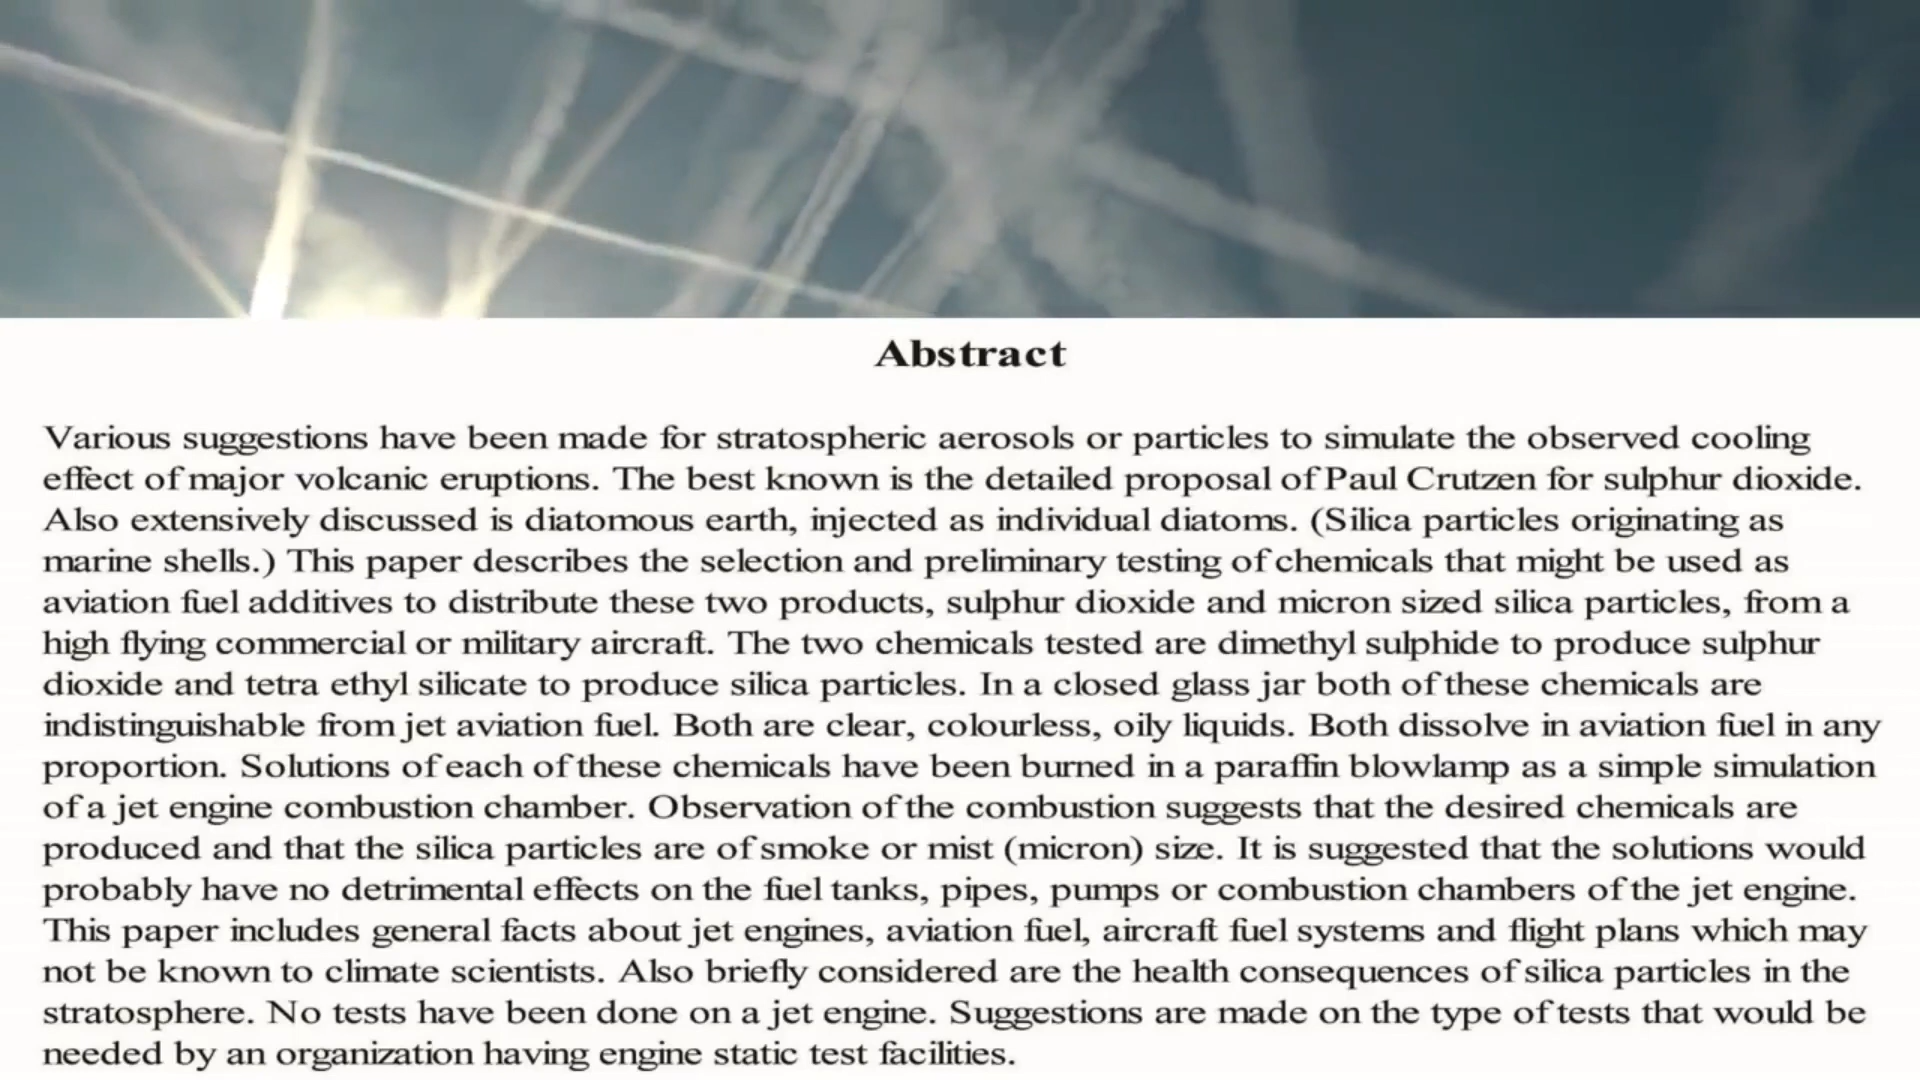 Abstract
Various suggestions have been made for stratospheric aerosols or particles to simulate the observed cooling
effect of major volcanic eruptions. The best known is the detailed proposal of Paul Crutzen for sulphur dioxide.
Also extensively discussed is diatomous earth, injected as individual diatoms. (Silica particles originating as
marine shells.) This paper describes the selection and preliminary testing of chemicals that might be used as
aviation fuel additives to distribute these two products, sulphur dioxide and micron sized silica particles, from a
high flying commercial or military aircraft. The two chemicals tested are dimethyl sulphide to produce sulphur
dioxide and tetra ethyl silicate to produce silica particles. In a closed glass jar both of these chemicals are
indistinguishable from jet aviation fuel. Both are clear, colourless, oily liquids. Both dissolve in aviation fuel in any
proportion. Solutions of each of these chemicals have been burned in a paraffin blowlamp as a simple simulation
of a jet engine combustion chamber. Observation of the combustion suggests that the desired chemicals are
produced and that the silica particles are of smoke or mist (micron) size. It is suggested that the solutions would
probably have no detrimental effects on the fuel tanks, pipes, pumps or combustion chambers of the jet engine.
This paper includes general facts about jet engines, aviation fuel, aircraft fuel systems and flight plans which may
not be known to climate scientists. Also briefly considered are the health consequences of silica particles in the
stratosphere. No tests have been done on a jet engine. Suggestions are made on the type of tests that would be
needed by an organization having engine static test facilities.